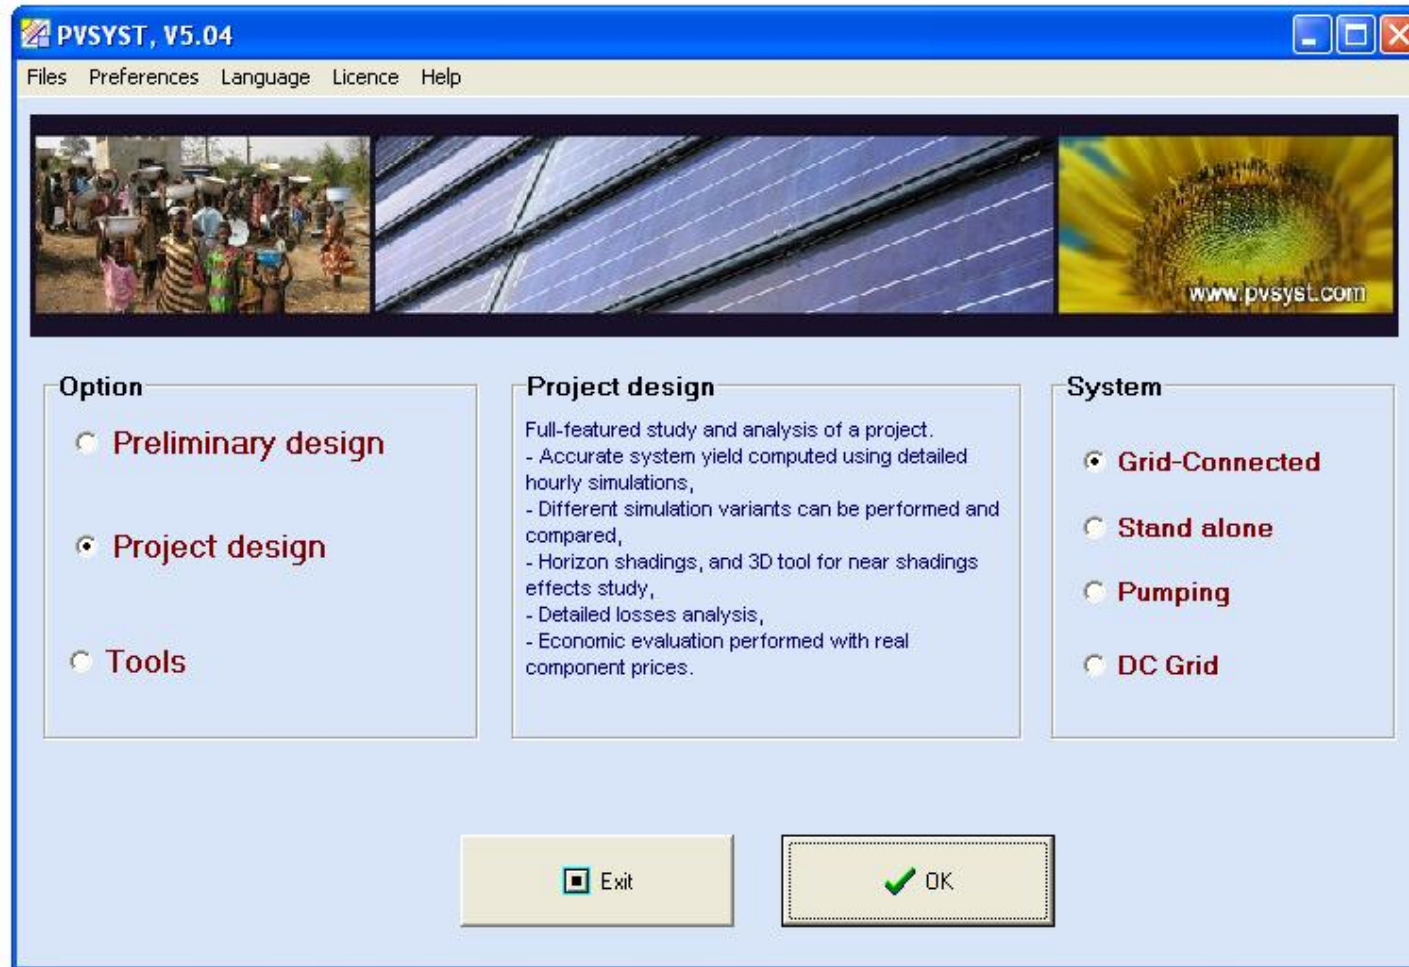 PVSYST, V5.04
Files Preferences Language Licence Help
www.pvsyst.com
Option
Preliminary design
Project design
Tools
Project design
Full-featured study and analysis of a project.
- Accurate system yield computed using detailed
hourly simulations,
- Different simulation variants can be performed and
compared,
- Horizon shadings, and 3D tool for near shadings
effects study,
- Detailed losses analysis,
- Economic evaluation performed with real
component prices.
System
Grid-Connected
Stand alone
Pumping
DC Grid
Exit
OK